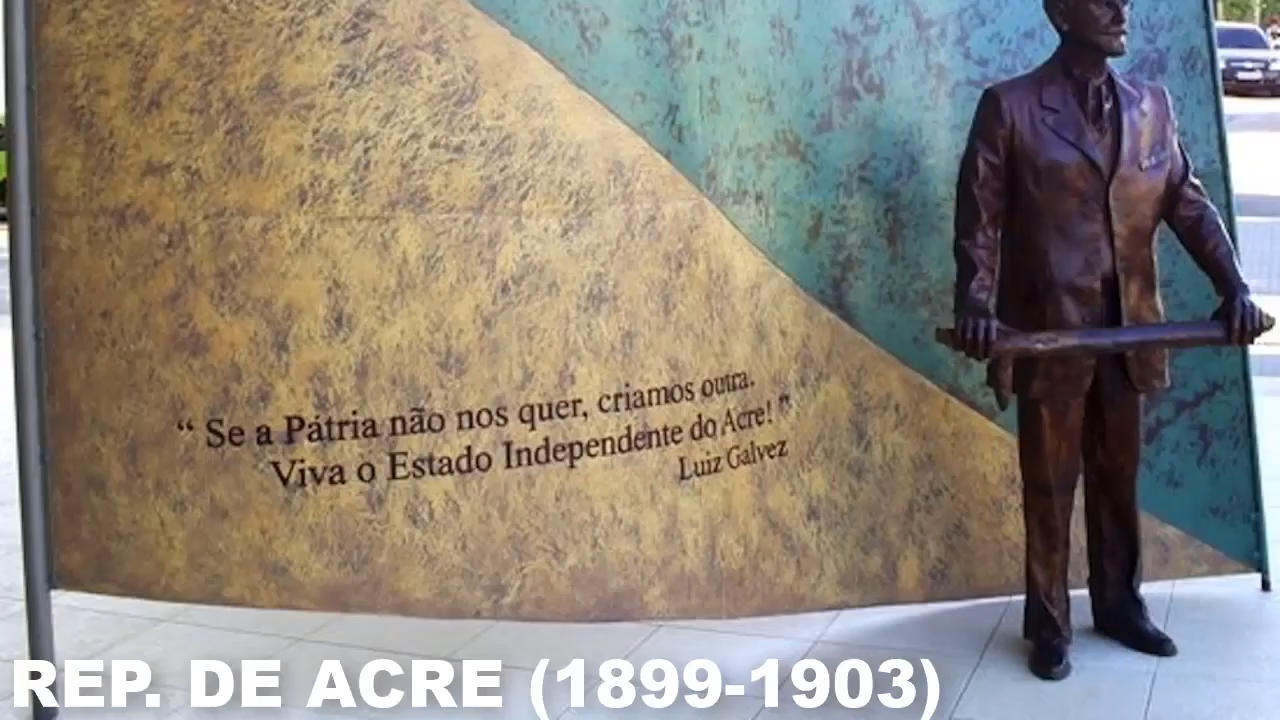 “ Se a Pátria não nos quer, criamos outra.
Viva o Estado Independente do Acre! ”
Luiz Galvez
REP. DE ACRE (1899-1903)